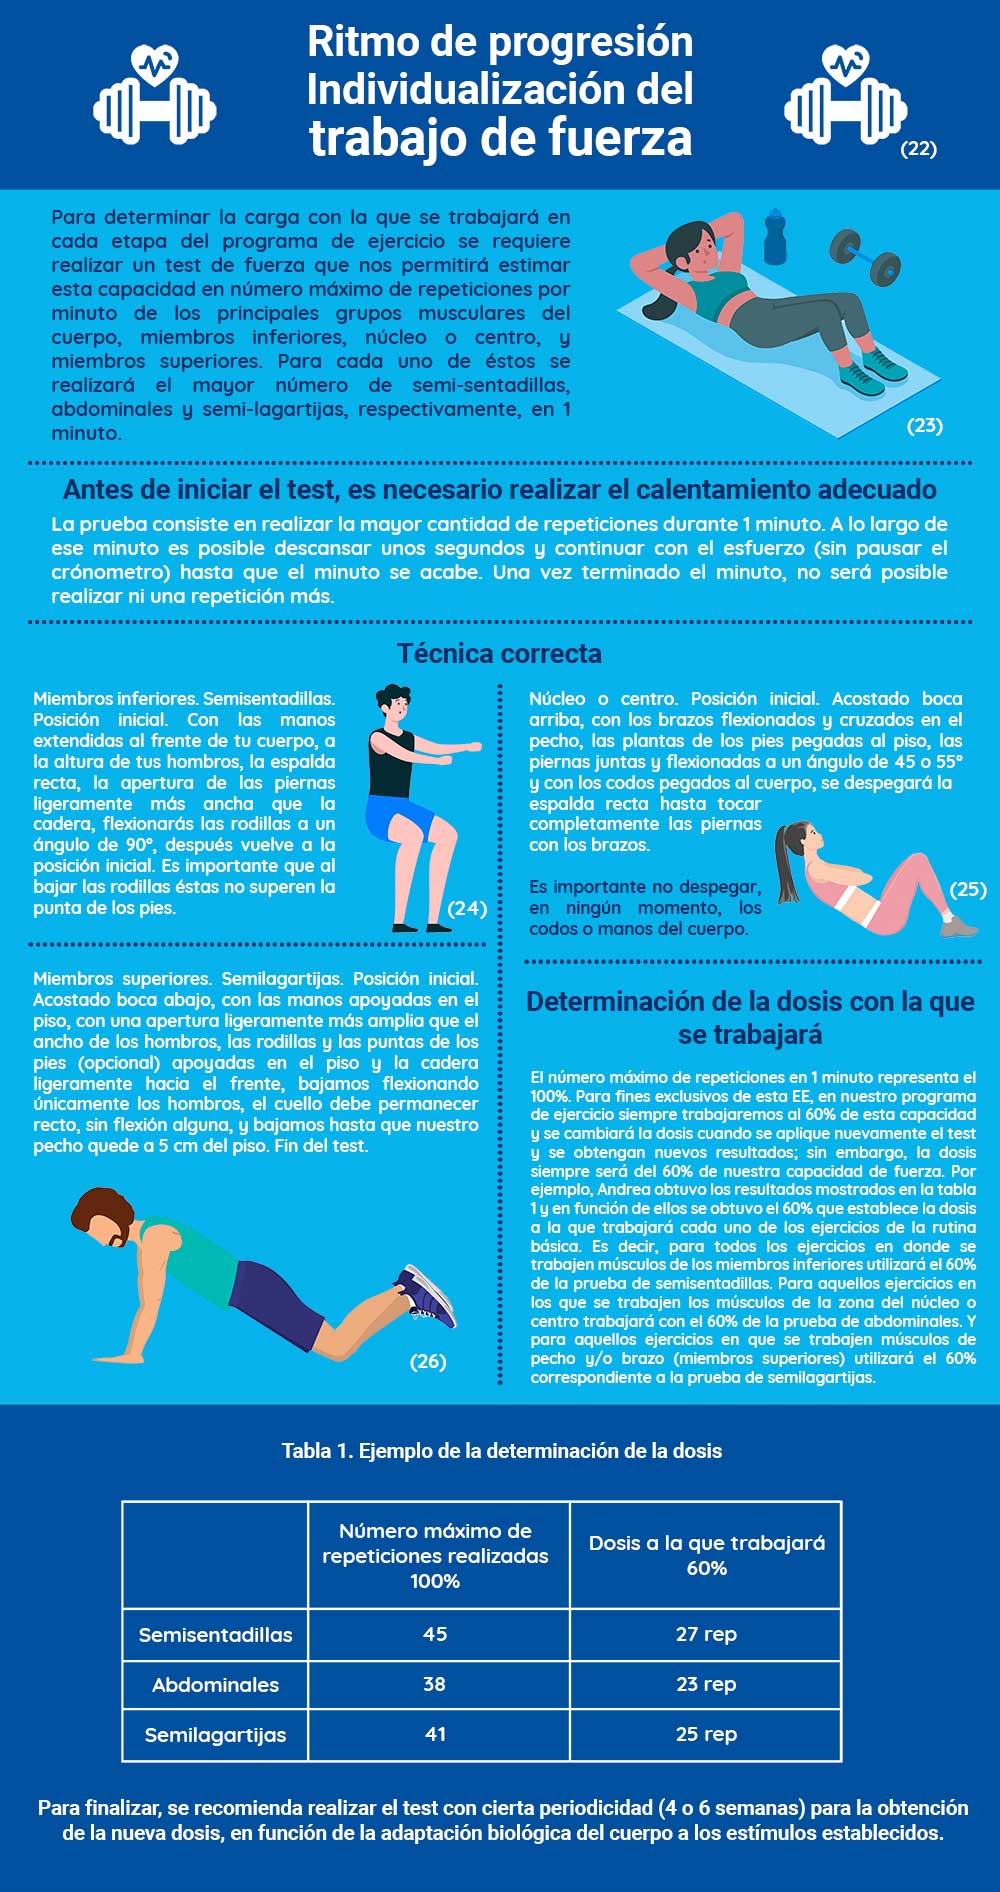 Ritmo de progresión
Individualización del
trabajo de fuerza
(22)
Para determinar la carga con la que se trabajará en
cada etapa del programa de ejercicio se requiere
realizar un test de fuerza que nos permitirá estimar
esta capacidad en número máximo de repeticiones por
minuto de los principales grupos musculares del
cuerpo, miembros inferiores, núcleo o centro, y
miembros superiores. Para cada uno de éstos se
realizará el mayor número de semi-sentadillas,
abdominales y semi-lagartijas, respectivamente, en 1
minuto.
(23)
Antes de iniciar el test, es necesario realizar el calentamiento adecuado
La prueba consiste en realizar la mayor cantidad de repeticiones durante 1 minuto. A lo largo de
ese minuto es posible descansar unos segundos y continuar con el esfuerzo (sin pausar el
crónometro) hasta que el minuto se acabe. Una vez terminado el minuto, no será posible
realizar ni una repetición más.
Técnica correcta
Miembros inferiores. Semisentadillas.
Posición inicial. Con las manos
extendidas al frente de tu cuerpo, a
la altura de tus hombros, la espalda
recta, la apertura de las piernas
ligeramente más ancha que la
cadera, flexionarás las rodillas a un
ángulo de 90°, después vuelve a la
posición inicial. Es importante que al
bajar las rodillas éstas no superen la
punta de los pies.
(24)
Núcleo o centro. Posición inicial. Acostado boca
arriba, con los brazos flexionados y cruzados en el
pecho, las plantas de los pies pegadas al piso, las
piernas juntas y flexionadas a un ángulo de 45 o 55°
y con los codos pegados al cuerpo, se despegará la
espalda recta hasta tocar
completamente las piernas
con los brazos.
Es importante no despegar,
en ningún momento, los
codos o manos del cuerpo.
(25)
Miembros superiores. Semilagartijas. Posición inicial.
Acostado boca abajo, con las manos apoyadas en el
piso, con una apertura ligeramente más amplia que el
ancho de los hombros, las rodillas y las puntas de los
pies (opcional) apoyadas en el piso y la cadera
ligeramente hacia el frente, bajamos flexionando
únicamente los hombros, el cuello debe permanecer
recto, sin flexión alguna, y bajamos hasta que nuestro
pecho quede a 5 cm del piso. Fin del test.
(26)
Determinación de la dosis con la que
se trabajará
El número máximo de repeticiones en 1 minuto representa el
100%. Para fines exclusivos de esta EE, en nuestro programa
de ejercicio siempre trabajaremos al 60% de esta capacidad
y se cambiará la dosis cuando se aplique nuevamente el test
y se obtengan nuevos resultados; sin embargo, la dosis
siempre será del 60% de nuestra capacidad de fuerza. Por
ejemplo, Andrea obtuvo los resultados mostrados en la tabla
1 y en función de ellos se obtuvo el 60% que establece la dosis
a la que trabajará cada uno de los ejercicios de la rutina
básica. Es decir, para todos los ejercicios en donde se
trabajen músculos de los miembros inferiores utilizará el 60%
de la prueba de semisentadillas. Para aquellos ejercicios en
los que se trabajen los músculos de la zona del núcleo o
centro trabajará con el 60% de la prueba de abdominales. Y
para aquellos ejercicios en que se trabajen músculos de
pecho y/o brazo (miembros superiores) utilizará el 60%
correspondiente a la prueba de semilagartijas.
Tabla 1. Ejemplo de la determinación de la dosis
Número máximo de
repeticiones realizadas
100%
Dosis a la que trabajará
60%
Semisentadillas 45 27 rep
Abdominales 38 23 rep
Semilagartijas 41 25 rep
Para finalizar, se recomienda realizar el test con cierta periodicidad (4 o 6 semanas) para la obtención
de la nueva dosis, en función de la adaptación biológica del cuerpo a los estímulos establecidos.